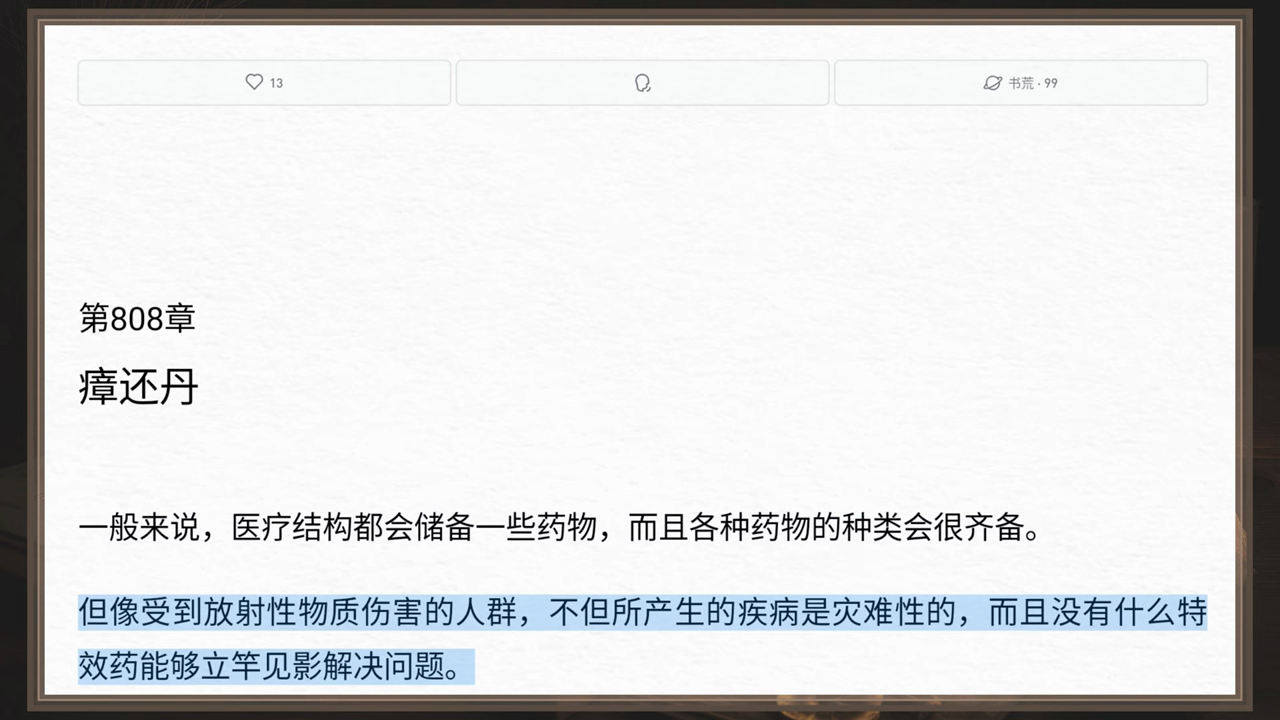 13
书荒 · 99
第808章
瘴还丹
一般来说，医疗结构都会储备一些药物，而且各种药物的种类会很齐备。
但像受到放射性物质伤害的人群，不但所产生的疾病是灾难性的，而且没有什么特
效药能够立竿见影解决问题。